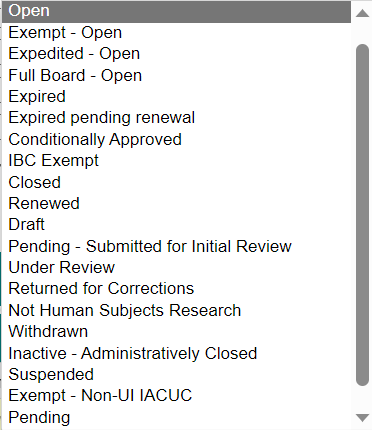 Open
Exempt - Open
Expedited - Open
Full Board - Open
Expired
Expired pending renewal
Conditionally Approved
IBC Exempt
Closed
Renewed
Draft
Pending - Submitted for Initial Review
Under Review
Returned for Corrections
Not Human Subjects Research
Withdrawn
Inactive - Administratively Closed
Suspended
Exempt - Non-UI IACUC
Pending